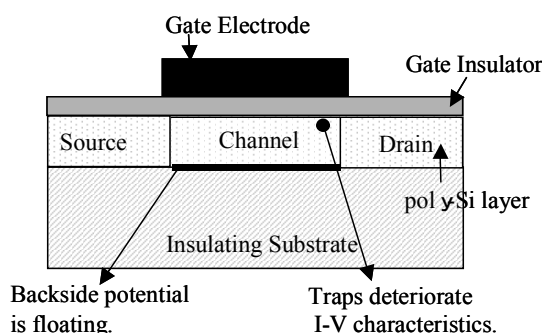 Gate Electrode
Gate Insulator
Source
Channel
Drain
poly-Si layer
Insulating Substrate
Backside potential
is floating.
Traps deteriorate
I-V characteristics.